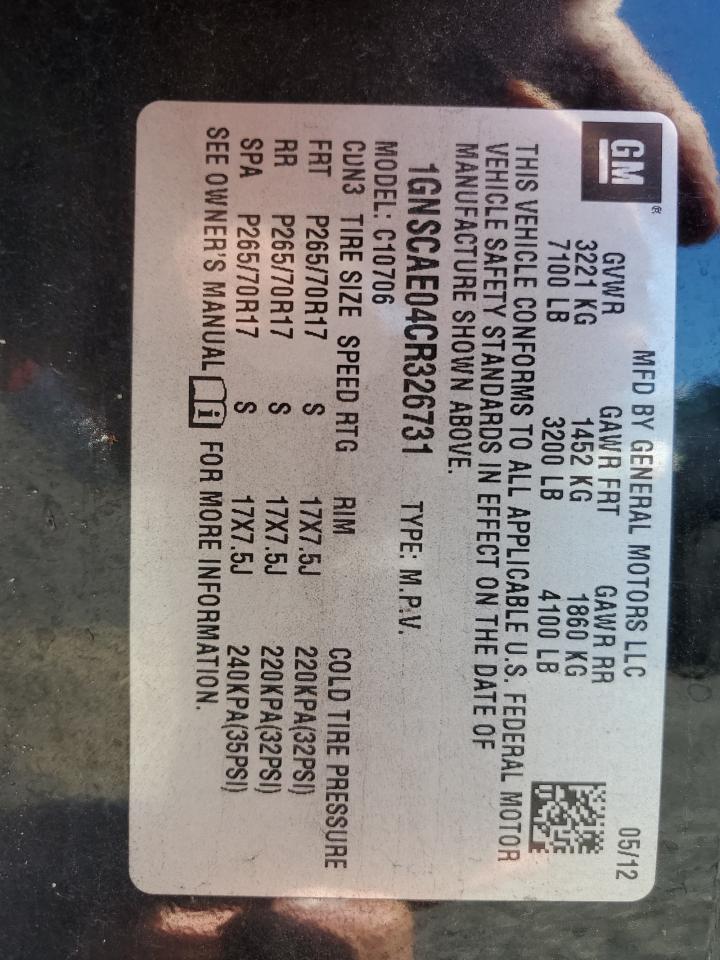 GM®
MFD BY GENERAL MOTORS LLC 05/12
GVWR GAWR FRT GAWR RR
3221 KG 1452 KG 1860 KG
7100 LB 3200 LB 4100 LB
THIS VEHICLE CONFORMS TO ALL APPLICABLE U.S. FEDERAL MOTOR
VEHICLE SAFETY STANDARDS IN EFFECT ON THE DATE OF
MANUFACTURE SHOWN ABOVE.
1GNSCAE04CR326731 TYPE: M.P.V.
MODEL: C10706
CUN3 TIRE SIZE SPEED RTG RIM COLD TIRE PRESSURE
FRT P265/70R17 S 17X7.5J 220KPA(32PSI)
RR P265/70R17 S 17X7.5J 220KPA(32PSI)
SPA P265/70R17 S 17X7.5J 240KPA(35PSI)
SEE OWNER'S MANUAL i FOR MORE INFORMATION.